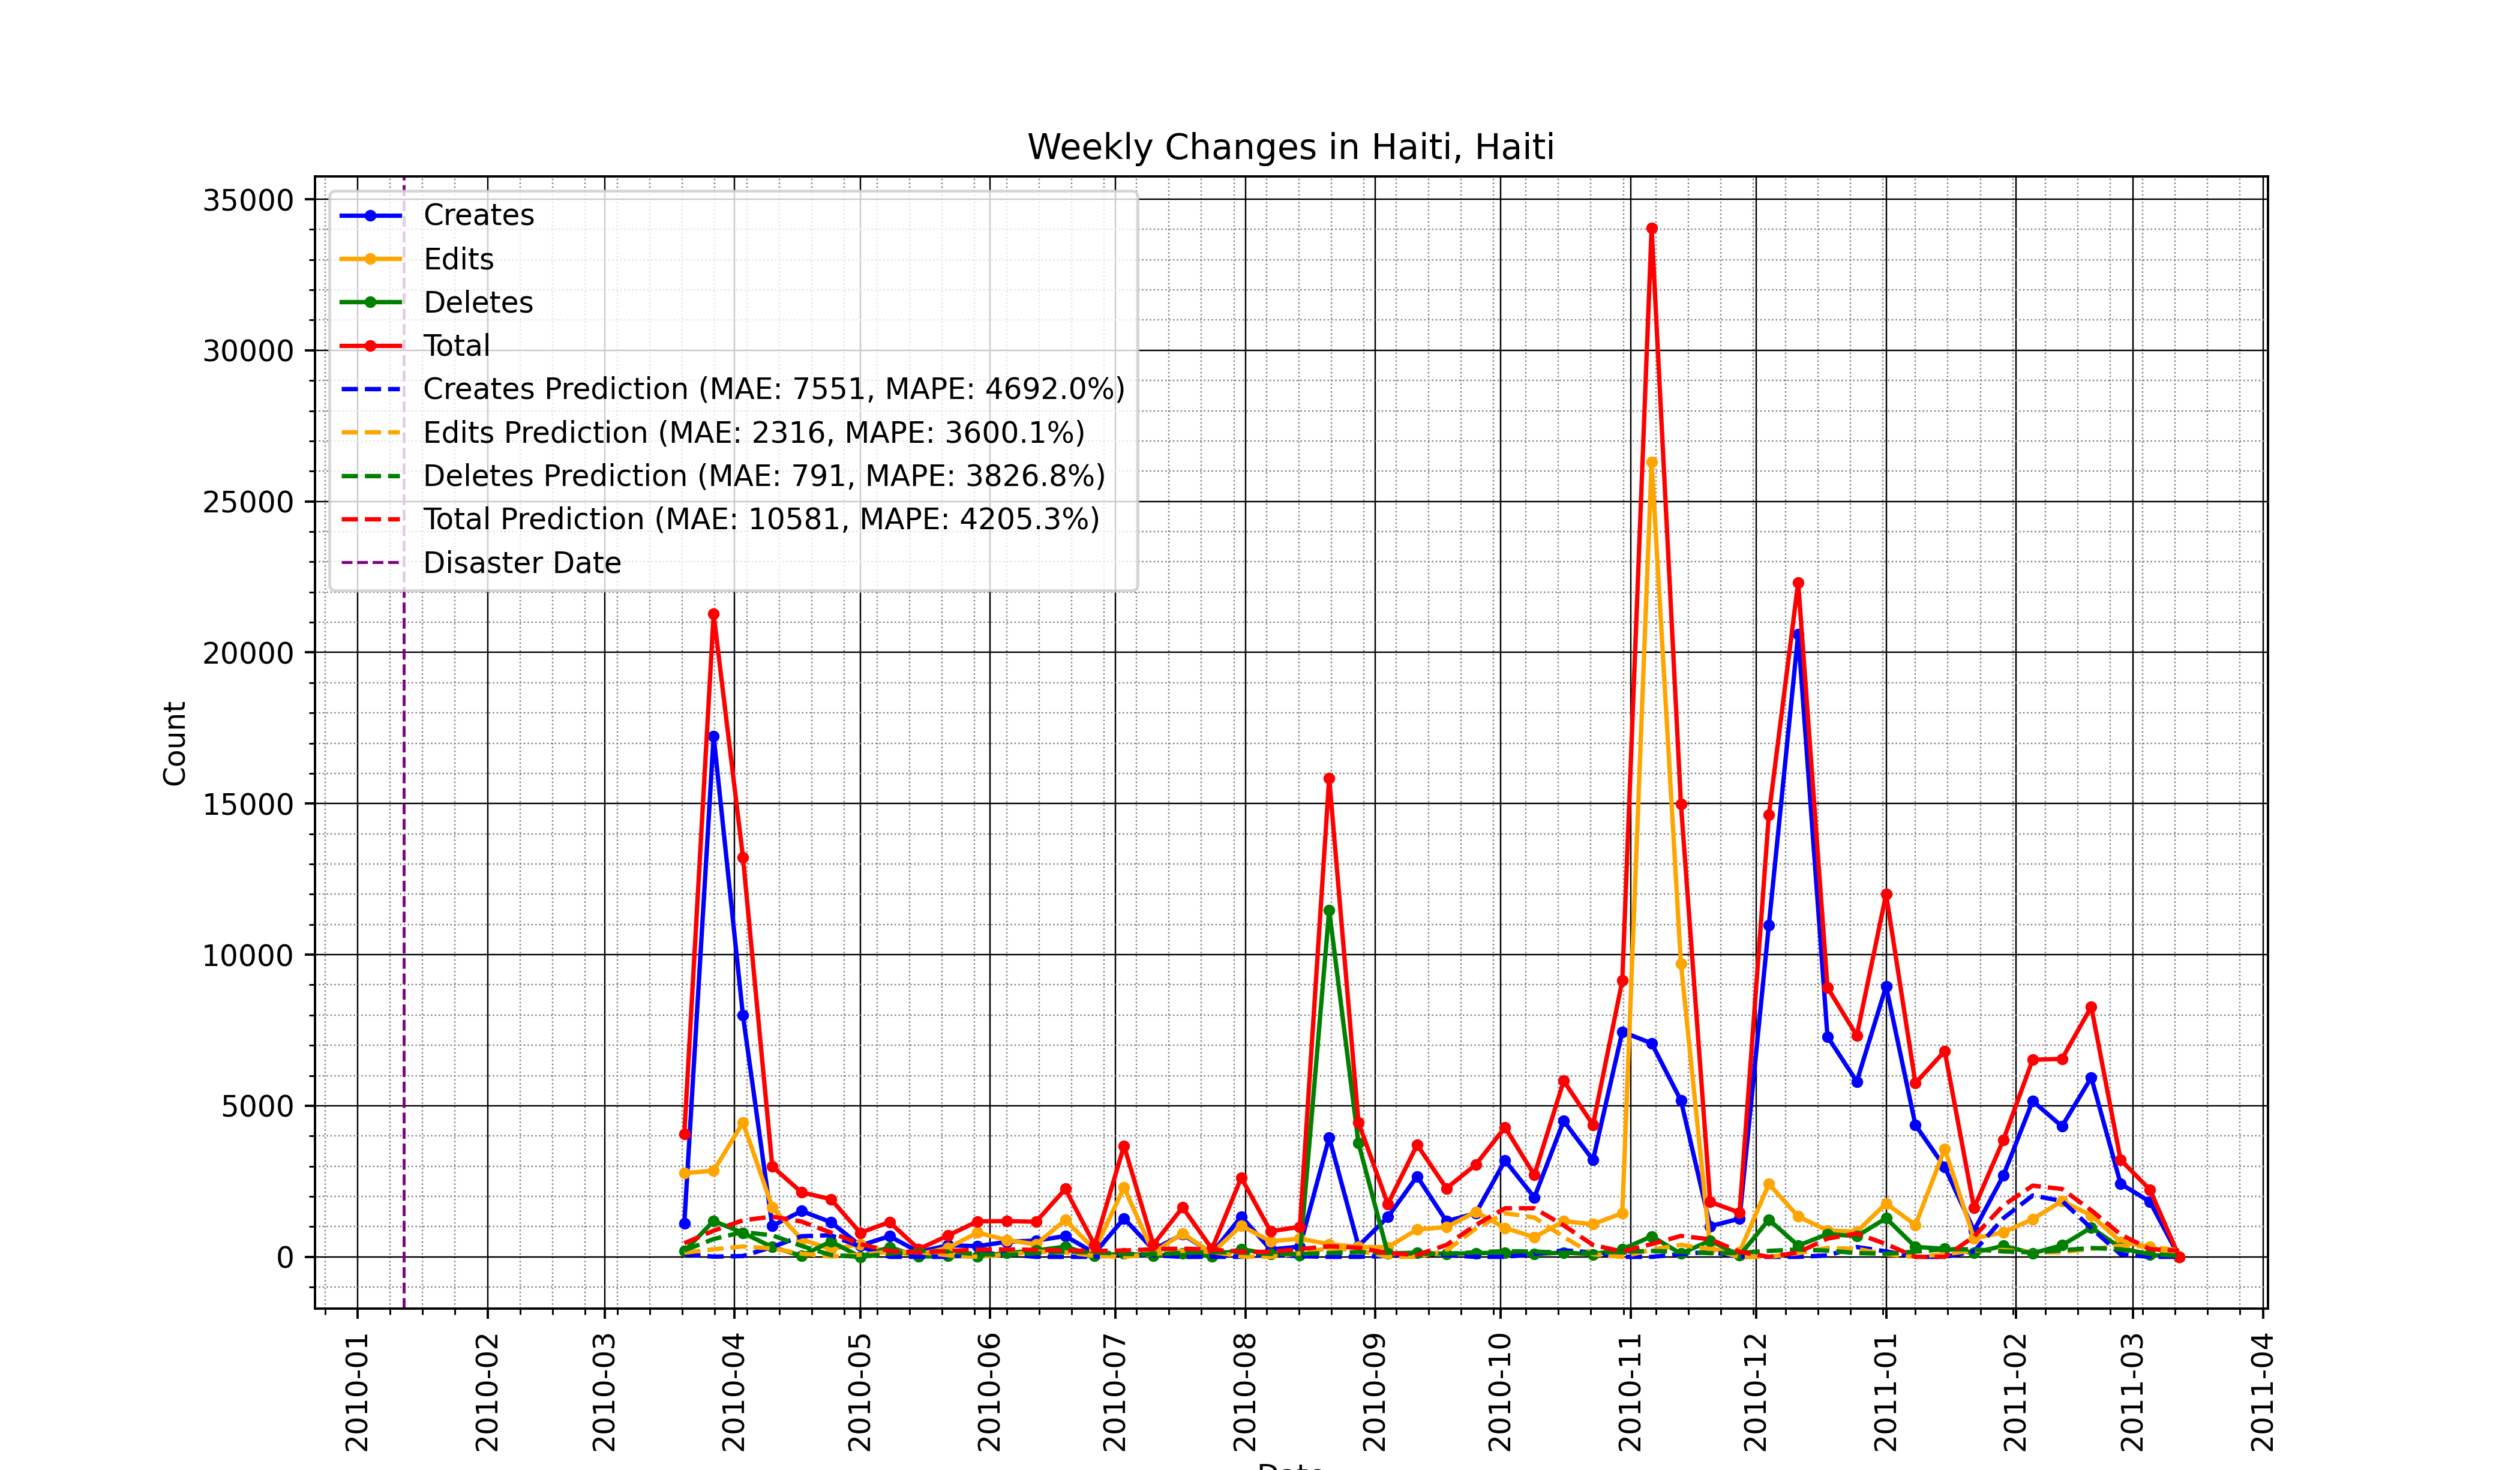 Weekly Changes in Haiti, Haiti
35000
30000
25000
20000
15000
10000
5000
0
Count
Creates
Edits
Deletes
Total
Creates Prediction (MAE: 7551, MAPE: 4692.0%)
Edits Prediction (MAE: 2316, MAPE: 3600.1%)
Deletes Prediction (MAE: 791, MAPE: 3826.8%)
Total Prediction (MAE: 10581, MAPE: 4205.3%)
Disaster Date
2010-01
2010-02
2010-03
2010-04
2010-05
2010-06
2010-07
2010-08
2010-09
2010-10
2010-11
2010-12
2011-01
2011-02
2011-03
2011-04
Date